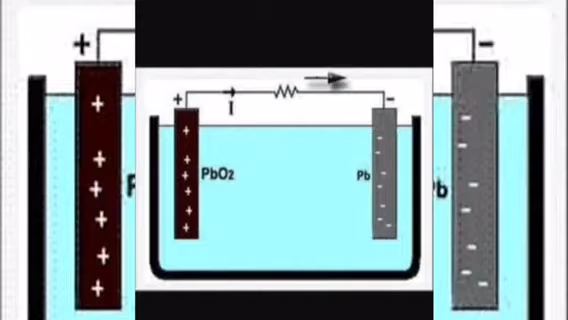 + -
+ -
I
PbO2 Pb